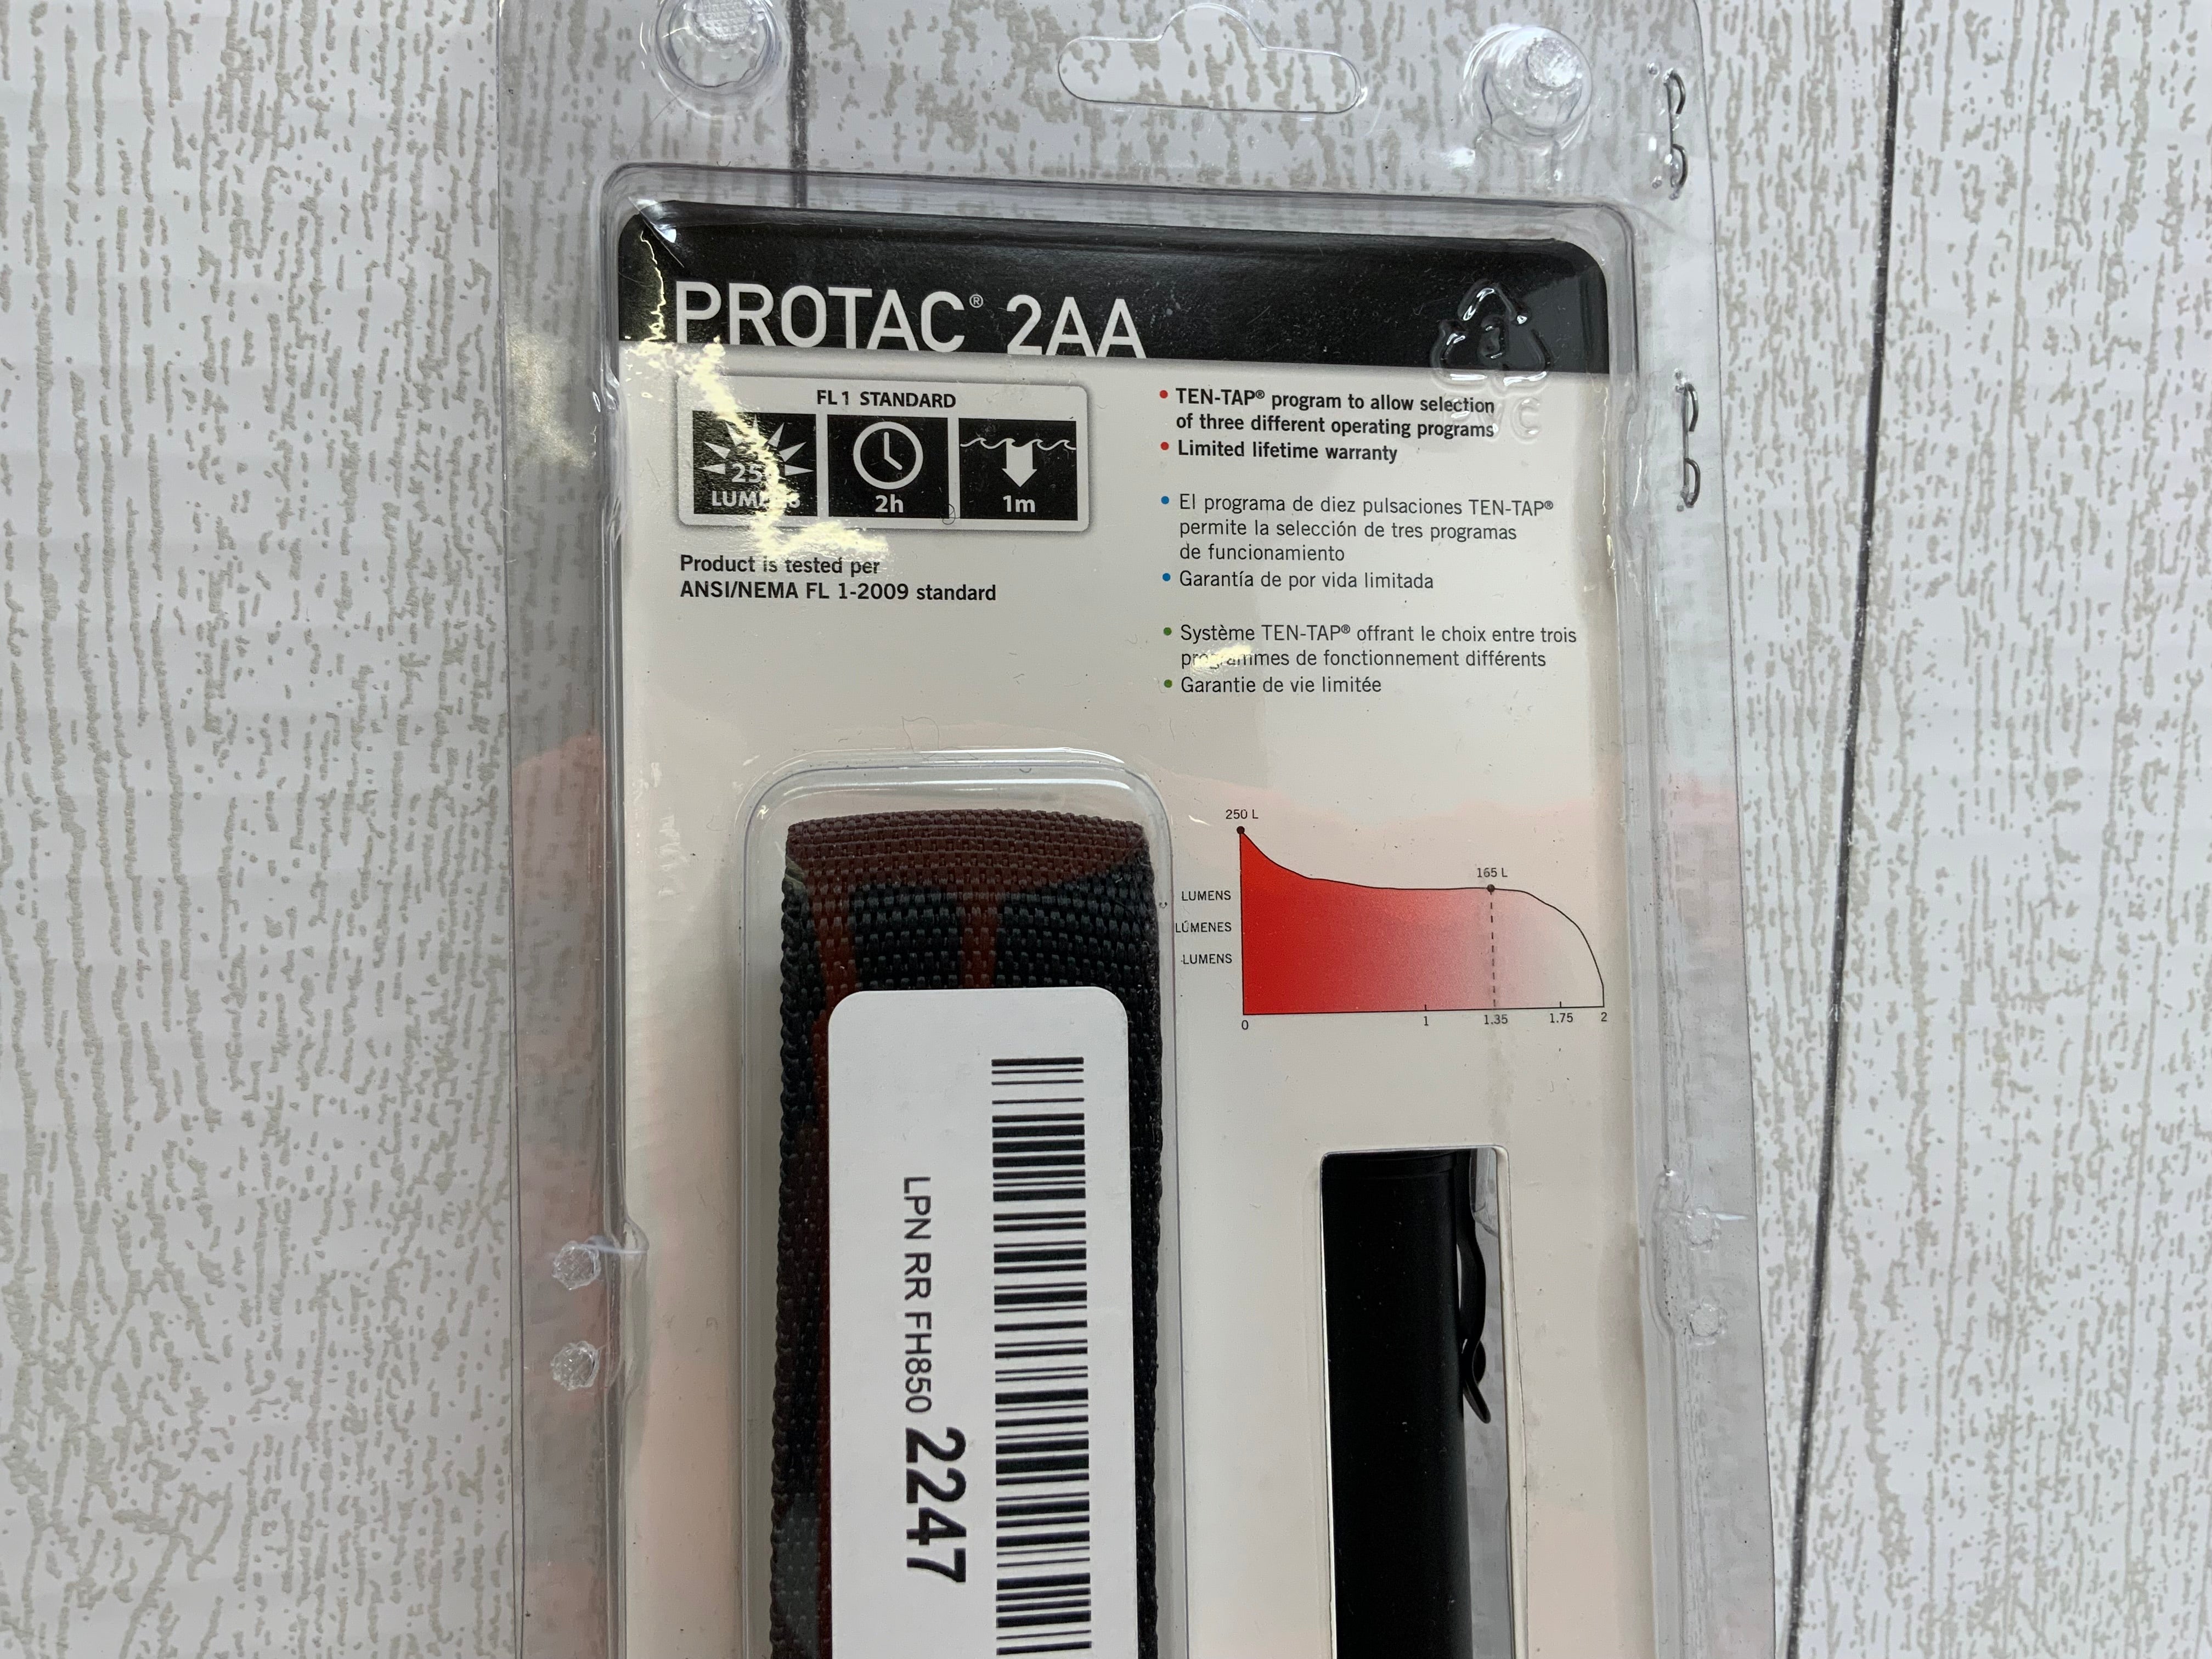 PROTAC® 2AA
FL 1 STANDARD
2h
1m
Product is tested per
ANSI/NEMA FL 1-2009 standard
• TEN-TAP® program to allow selection
of three different operating programs
• Limited lifetime warranty
• El programa de diez pulsaciones TEN-TAP®
permite la selección de tres programas
de funcionamiento
• Garantía de por vida limitada
• Système TEN-TAP® offrant le choix entre trois
programmes de fonctionnement différents
• Garantie de vie limitée
250 L
165 L
LUMENS
LÚMENES
LUMENS
0 1 1.35 1.75 2
LPN RR FH850 2247